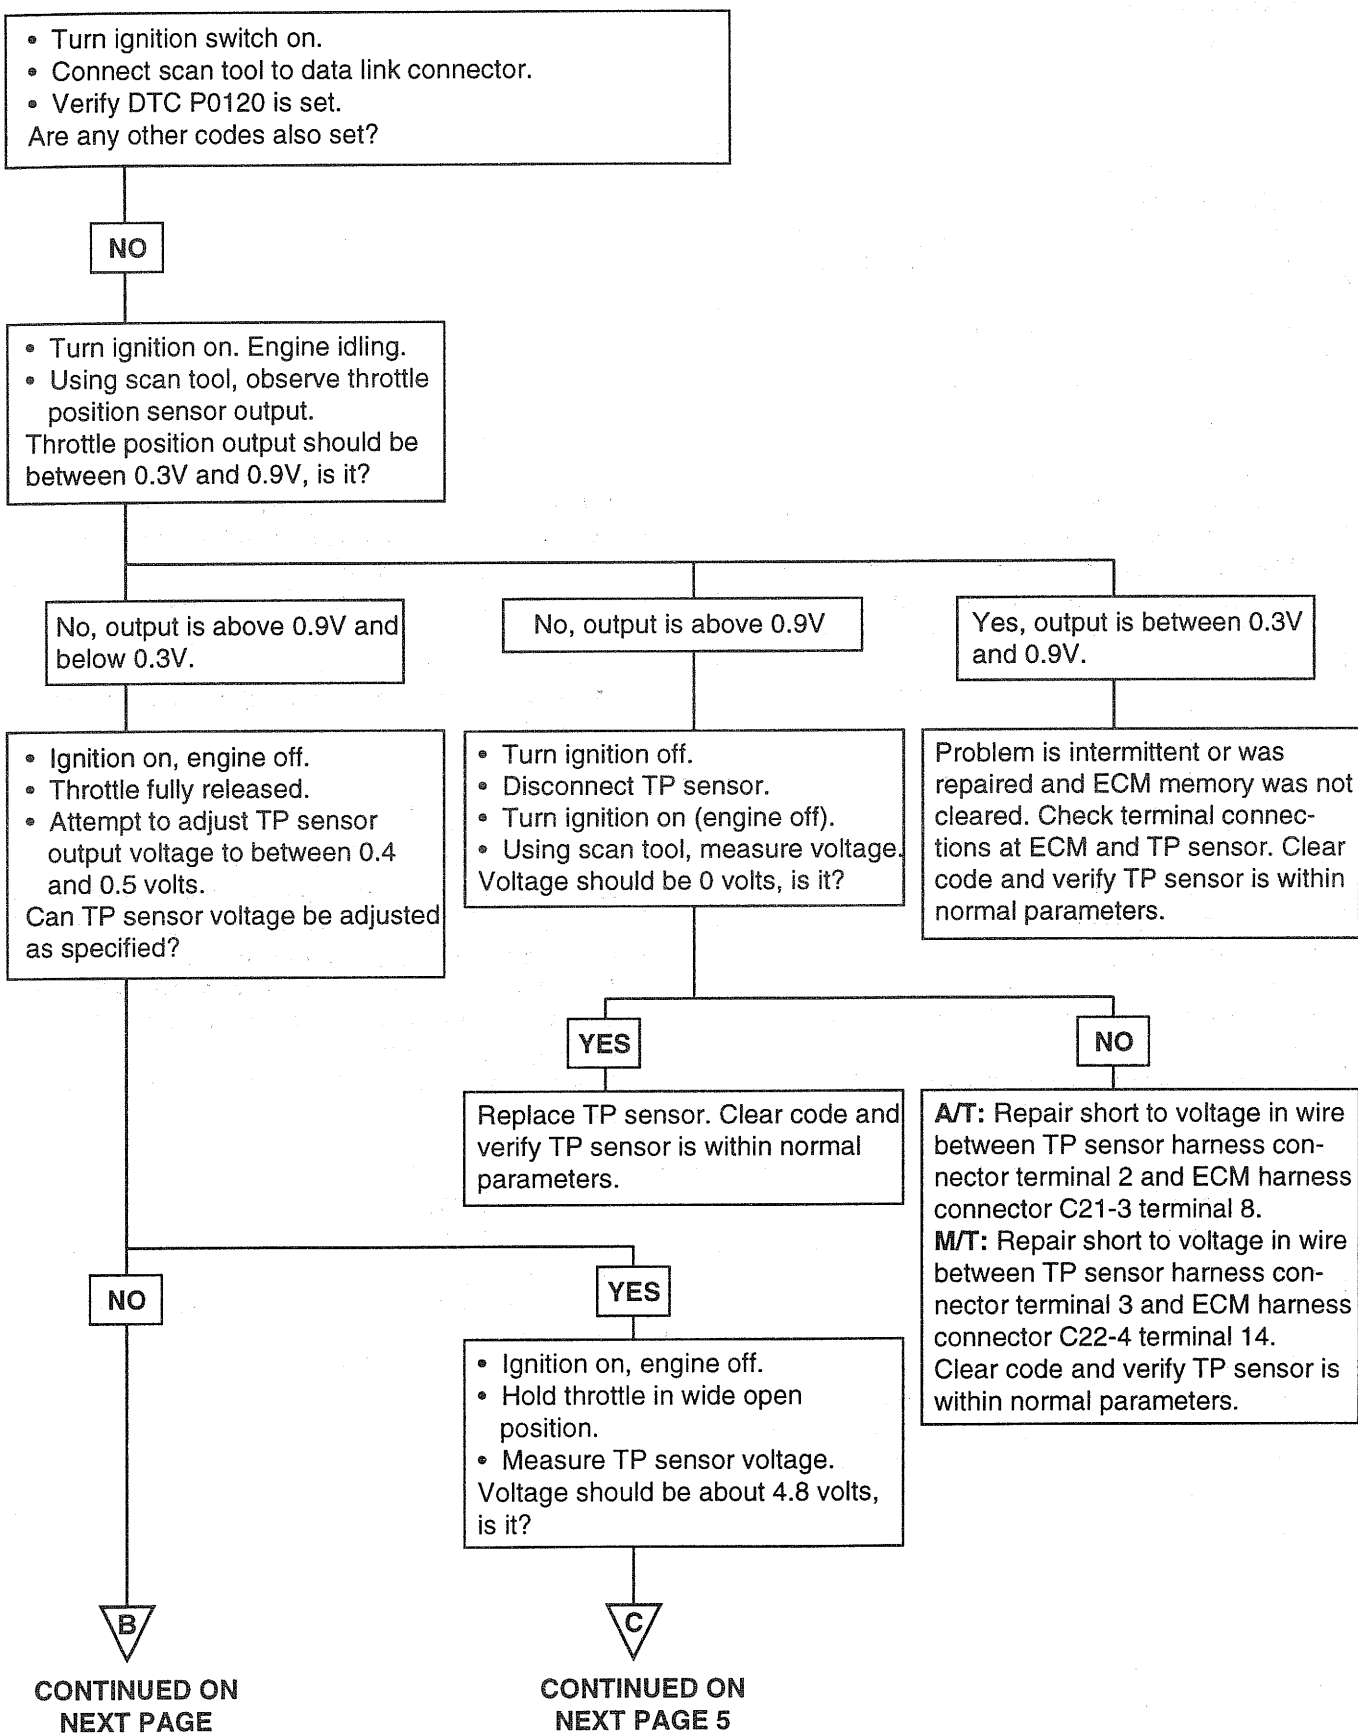 • Turn ignition switch on.
• Connect scan tool to data link connector.
• Verify DTC P0120 is set.
Are any other codes also set?
NO
• Turn ignition on. Engine idling.
• Using scan tool, observe throttle
position sensor output.
Throttle position output should be
between 0.3V and 0.9V, is it?
No, output is above 0.9V and
below 0.3V.
No, output is above 0.9V
Yes, output is between 0.3V
and 0.9V.
• Ignition on, engine off.
• Throttle fully released.
• Attempt to adjust TP sensor
output voltage to between 0.4
and 0.5 volts.
Can TP sensor voltage be adjusted
as specified?
• Turn ignition off.
• Disconnect TP sensor.
• Turn ignition on (engine off).
• Using scan tool, measure voltage.
Voltage should be 0 volts, is it?
Problem is intermittent or was
repaired and ECM memory was not
cleared. Check terminal connec-
tions at ECM and TP sensor. Clear
code and verify TP sensor is within
normal parameters.
YES
NO
Replace TP sensor. Clear code and
verify TP sensor is within normal
parameters.
A/T: Repair short to voltage in wire
between TP sensor harness con-
nector terminal 2 and ECM harness
connector C21-3 terminal 8.
M/T: Repair short to voltage in wire
between TP sensor harness con-
nector terminal 3 and ECM harness
connector C22-4 terminal 14.
Clear code and verify TP sensor is
within normal parameters.
NO
YES
• Ignition on, engine off.
• Hold throttle in wide open
position.
• Measure TP sensor voltage.
Voltage should be about 4.8 volts,
is it?
B
C
CONTINUED ON
NEXT PAGE
CONTINUED ON
NEXT PAGE 5